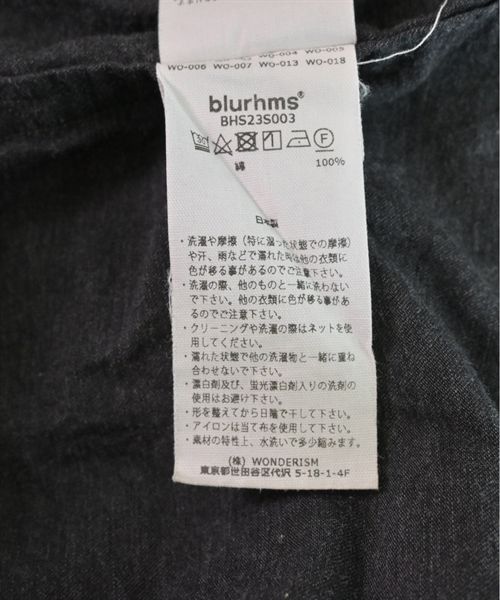 WO-004 WO-005
WO-006 WO-007 WO-013 WO-018
blurhms®
BHS23S003
綿 100%
日本製
・洗濯や摩擦（特に湿った状態での摩擦）
や汗、雨などで濡れた時は他の衣類に
色が移る事があるのでご注意下さい。
・洗濯の際、他のものと一緒に洗わない
で下さい。他の衣類に色が移る事があ
るのでご注意下さい。
・クリーニングや洗濯の際はネットを使用
してください。
・濡れた状態で他の洗濯物と一緒に重ね
合わせないで下さい。
・漂白剤及び、蛍光漂白剤入りの洗剤の
使用はお避け下さい。
・形を整えてから日陰で干して下さい。
・アイロンは当て布を使用して下さい。
・素材の特性上、水洗いで多少縮みます。
（株）WONDERISM
東京都世田谷区代沢 5-18-1-4F